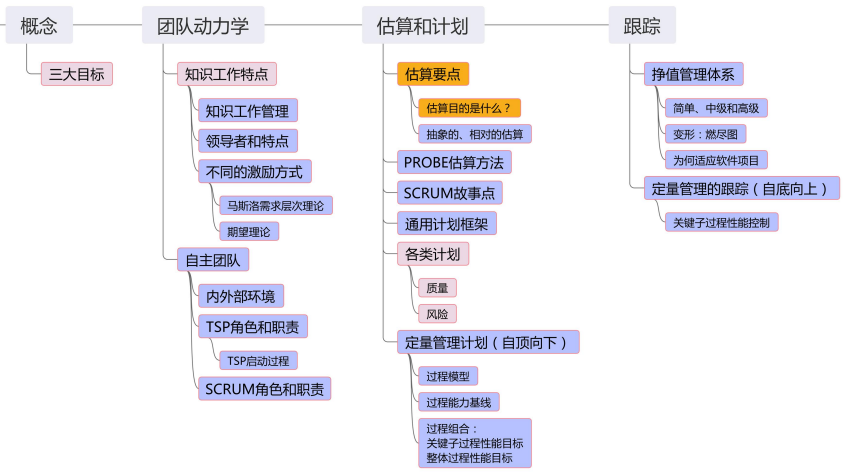 概念
三大目标
团队动力学
知识工作特点
知识工作管理
领导者和特点
不同的激励方式
马斯洛需求层次理论
期望理论
自主团队
内外部环境
TSP角色和职责
TSP启动过程
SCRUM角色和职责
估算和计划
估算要点
估算目的是什么？
抽象的、相对的估算
PROBE估算方法
SCRUM故事点
通用计划框架
各类计划
质量
风险
定量管理计划（自顶向下）
过程模型
过程能力基线
过程组合：
关键子过程性能目标
整体过程性能目标
跟踪
挣值管理体系
简单、中级和高级
变形：燃尽图
为何适应软件项目
定量管理的跟踪（自底向上）
关键子过程性能控制